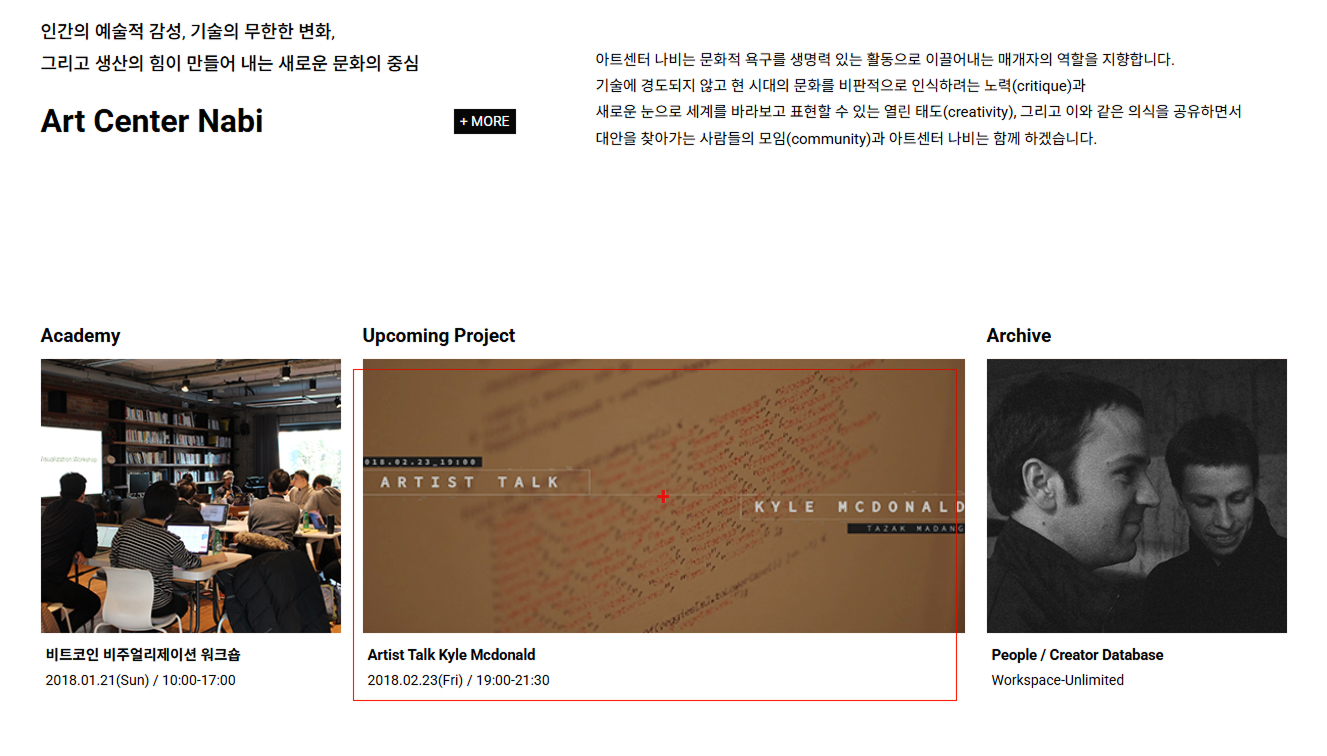 인간의 예술적 감성, 기술의 무한한 변화,
그리고 생산의 힘이 만들어 내는 새로운 문화의 중심
Art Center Nabi
+ MORE
아트센터 나비는 문화적 욕구를 생명력 있는 활동으로 이끌어내는 매개자의 역할을 지향합니다.
기술에 경도되지 않고 현 시대의 문화를 비판적으로 인식하려는 노력(critique)과
새로운 눈으로 세계를 바라보고 표현할 수 있는 열린 태도(creativity), 그리고 이와 같은 의식을 공유하면서
대안을 찾아가는 사람들의 모임(community)과 아트센터 나비는 함께 하겠습니다.
Academy
비트코인 비주얼리제이션 워크숍
2018.01.21(Sun) / 10:00-17:00
Upcoming Project
018.02.23_19:00
ARTIST TALK
+
KYLE MCDONALD
TAZAK MADANG
Artist Talk Kyle Mcdonald
2018.02.23(Fri) / 19:00-21:30
Archive
People / Creator Database
Workspace-Unlimited